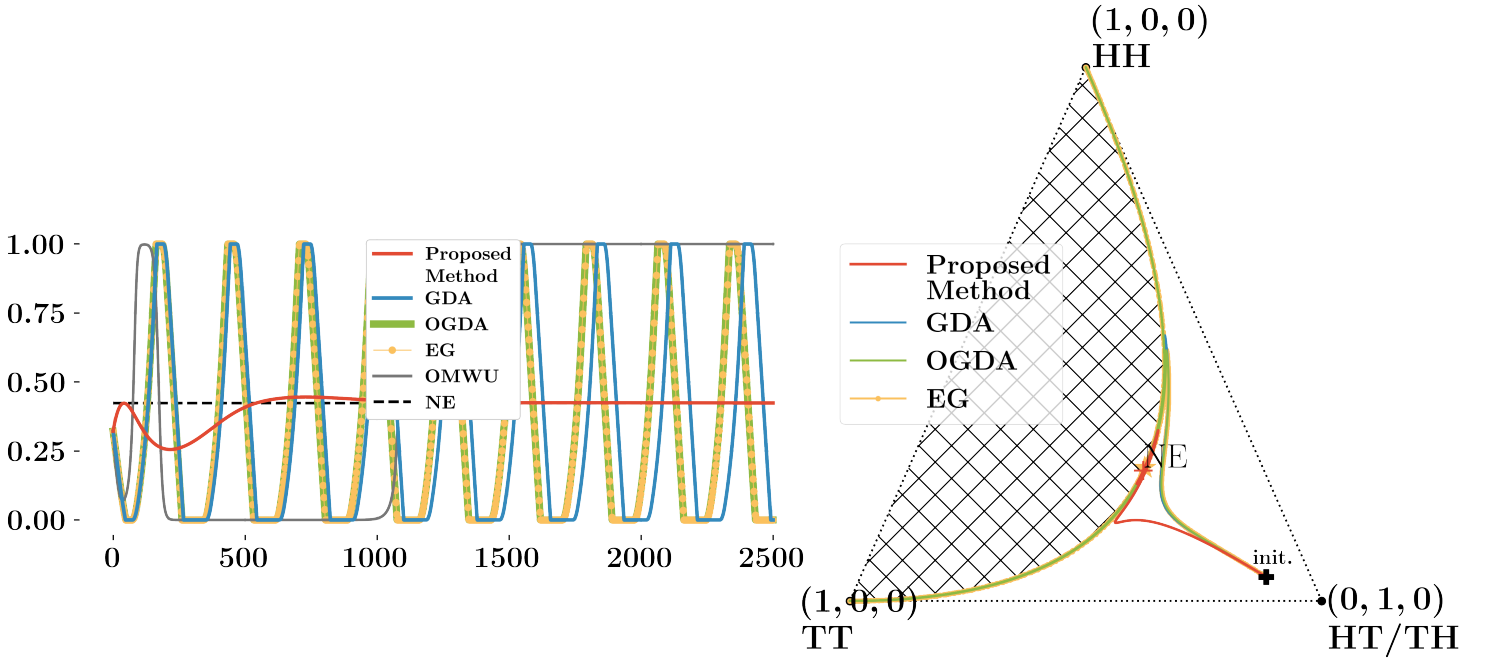 1.00
0.75
0.50
0.25
0.00
0
500
1000
1500
2000
2500
Proposed
Method
GDA
OGDA
EG
OMWU
NE
(1, 0, 0)
HH
Proposed
Method
GDA
OGDA
EG
NE
init.
(1, 0, 0)
TT
(0, 1, 0)
HT/TH